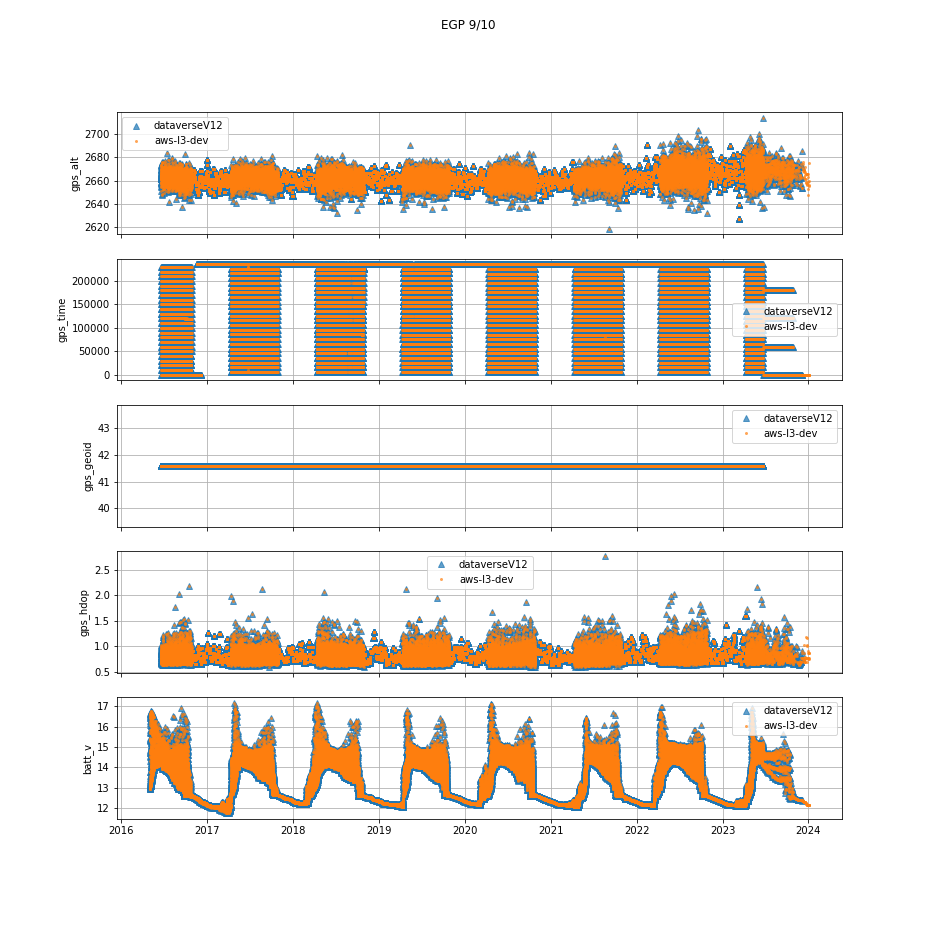 EGP 9/10
dataverseV12
aws-l3-dev
gps_alt
2700
2680
2660
2640
2620
dataverseV12
aws-l3-dev
gps_time
200000
150000
100000
50000
0
dataverseV12
aws-l3-dev
gps_geoid
43
42
41
40
dataverseV12
aws-l3-dev
gps_hdop
2.5
2.0
1.5
1.0
0.5
dataverseV12
aws-l3-dev
batt_v
17
16
15
14
13
12
2016 2017 2018 2019 2020 2021 2022 2023 2024